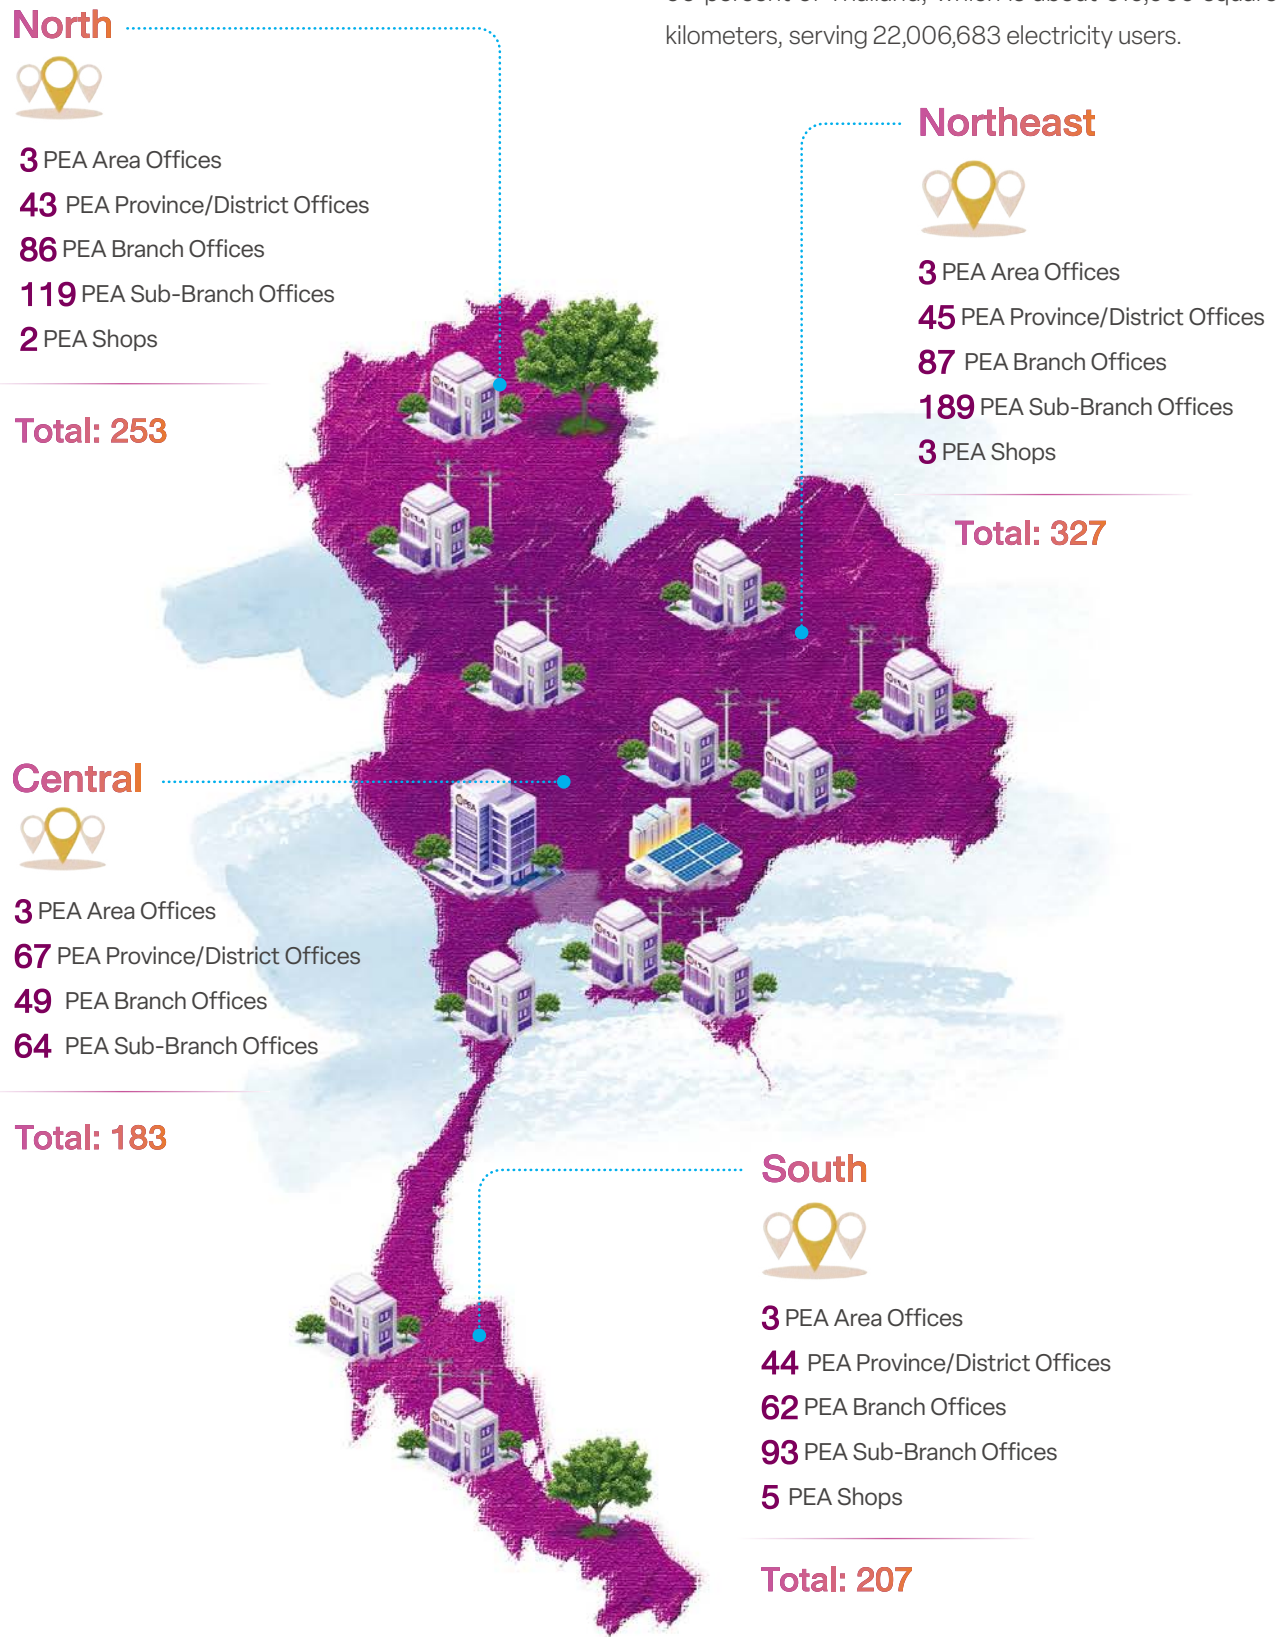 kilometers, serving 22,006,683 electricity users.
North
3 PEA Area Offices
43 PEA Province/District Offices
86 PEA Branch Offices
119 PEA Sub-Branch Offices
2 PEA Shops
Total: 253
Northeast
3 PEA Area Offices
45 PEA Province/District Offices
87 PEA Branch Offices
189 PEA Sub-Branch Offices
3 PEA Shops
Total: 327
Central
3 PEA Area Offices
67 PEA Province/District Offices
49 PEA Branch Offices
64 PEA Sub-Branch Offices
Total: 183
PEA
South
3 PEA Area Offices
44 PEA Province/District Offices
62 PEA Branch Offices
93 PEA Sub-Branch Offices
5 PEA Shops
Total: 207